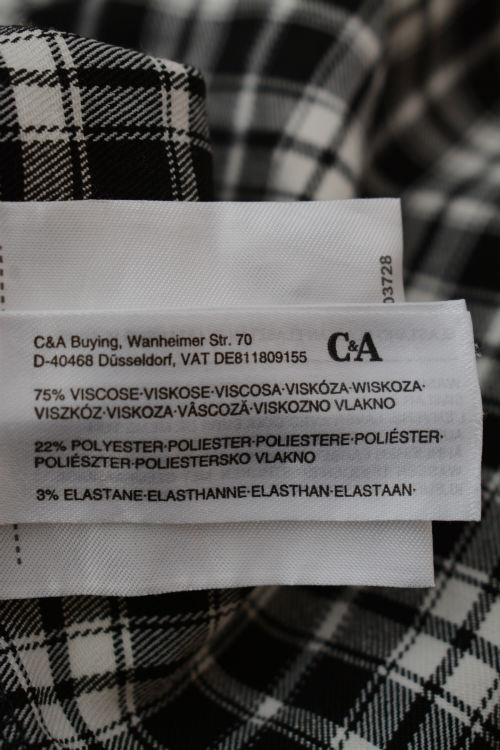 03728
C&A Buying, Wanheimer Str. 70
D-40468 Düsseldorf, VAT DE811809155
C&A
75% VISCOSE·VISKOSE·VISCOSA·VISKÓZA·WISKOZA·
VISZKÓZ·VISKOZA·VÂSCOZĂ·VISKOZNO VLAKNO
22% POLYESTER·POLIESTER·POLIESTERE·POLIÉSTER·
POLIÉSZTER·POLIESTERSKO VLAKNO
3% ELASTANE·ELASTHANNE·ELASTHAN·ELASTAAN·